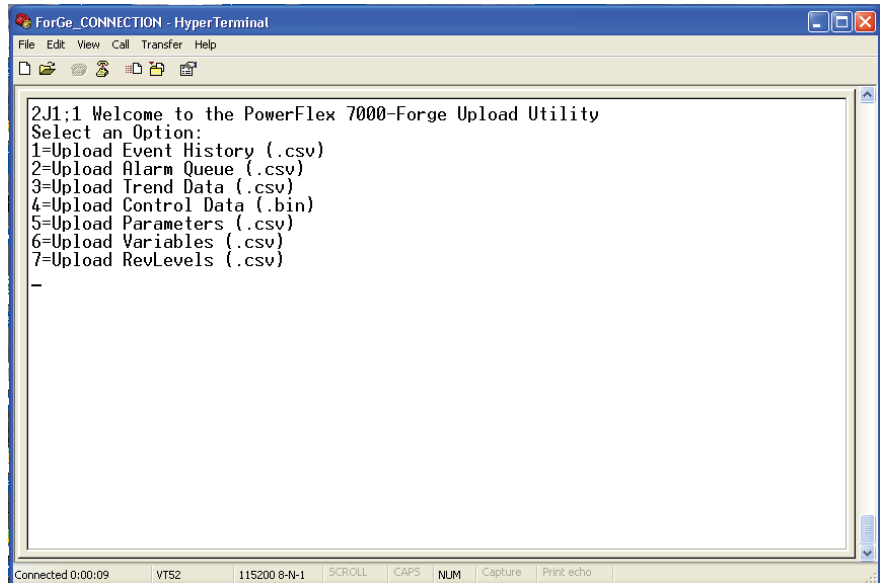 ForGe_CONNECTION - HyperTerminal
File Edit View Call Transfer Help
2J1;1 Welcome to the PowerFlex 7000-Forge Upload Utility
Select an Option:
1=Upload Event History (.csv)
2=Upload Alarm Queue (.csv)
3=Upload Trend Data (.csv)
4=Upload Control Data (.bin)
5=Upload Parameters (.csv)
6=Upload Variables (.csv)
7=Upload RevLevels (.csv)
_
Connected 0:00:09 VT52 115200 8-N-1 SCROLL CAPS NUM Capture Print echo